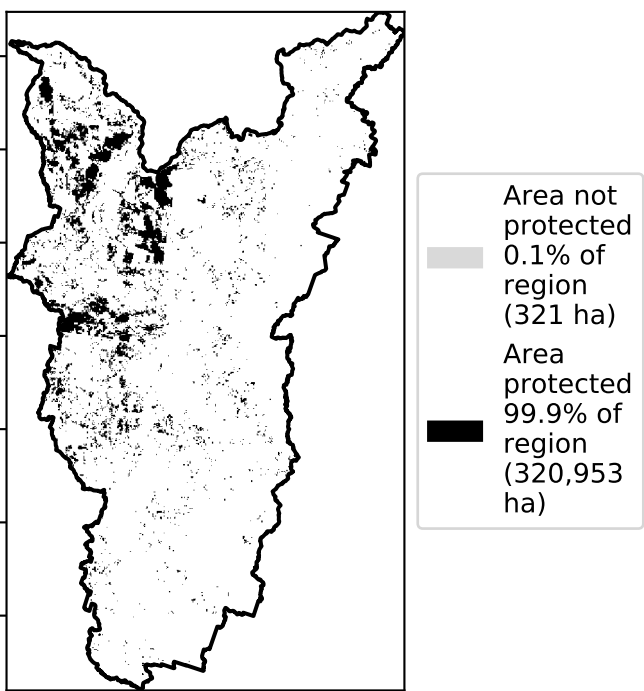 Area not
protected
0.1% of
region
(321 ha)
Area
protected
99.9% of
region
(320,953
ha)